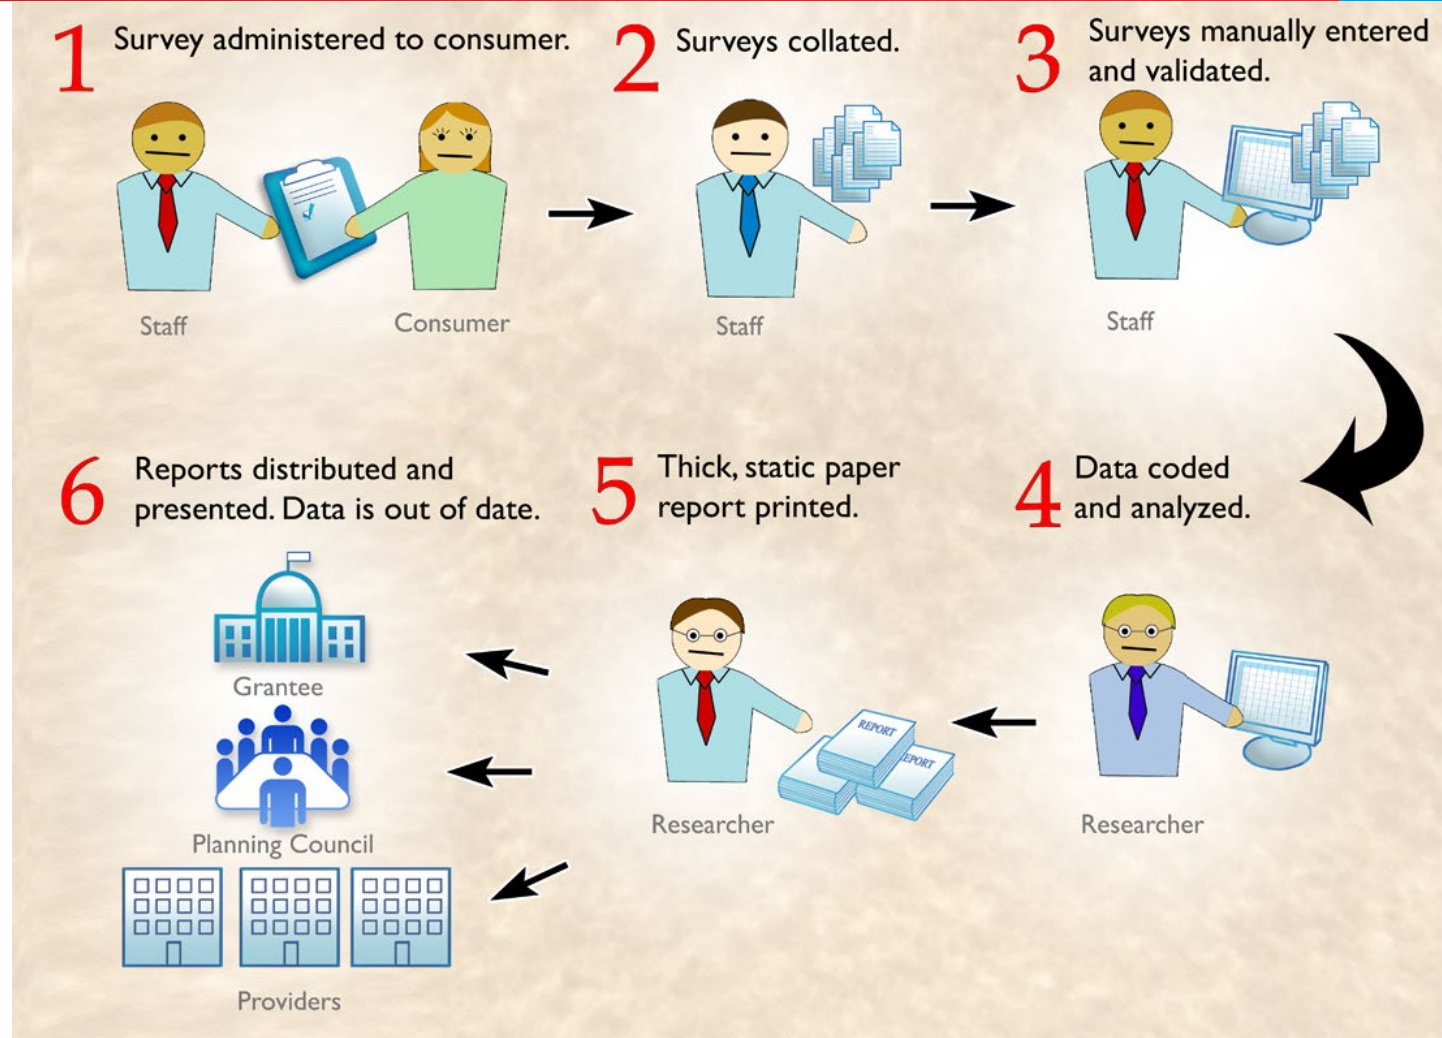 1 Survey administered to consumer.
Staff
Consumer
2 Surveys collated.
Staff
3 Surveys manually entered
and validated.
Staff
4 Data coded
and analyzed.
Researcher
5 Thick, static paper
report printed.
REPORT
EPORT
Researcher
6 Reports distributed and
presented. Data is out of date.
Grantee
Planning Council
Providers